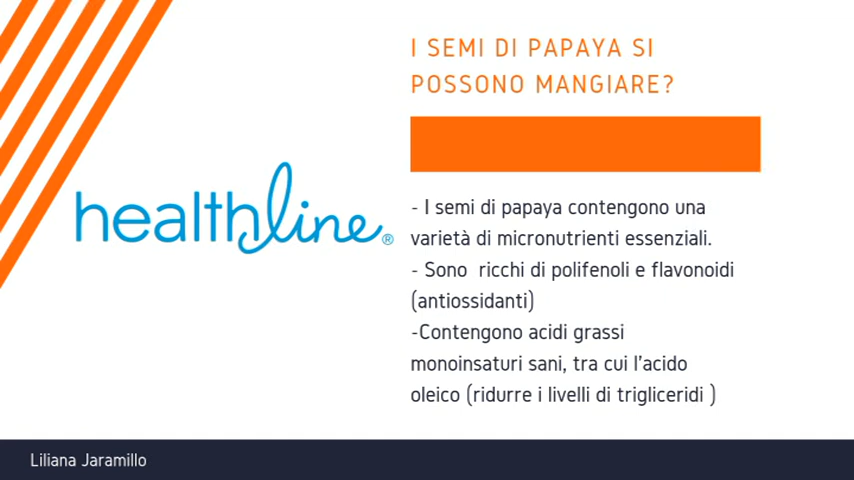 I SEMI DI PAPAYA SI
POSSONO MANGIARE?
healthline®
- I semi di papaya contengono una
varietà di micronutrienti essenziali.
- Sono  ricchi di polifenoli e flavonoidi
(antiossidanti)
-Contengono acidi grassi
monoinsaturi sani, tra cui l'acido
oleico (ridurre i livelli di trigliceridi )
Liliana Jaramillo